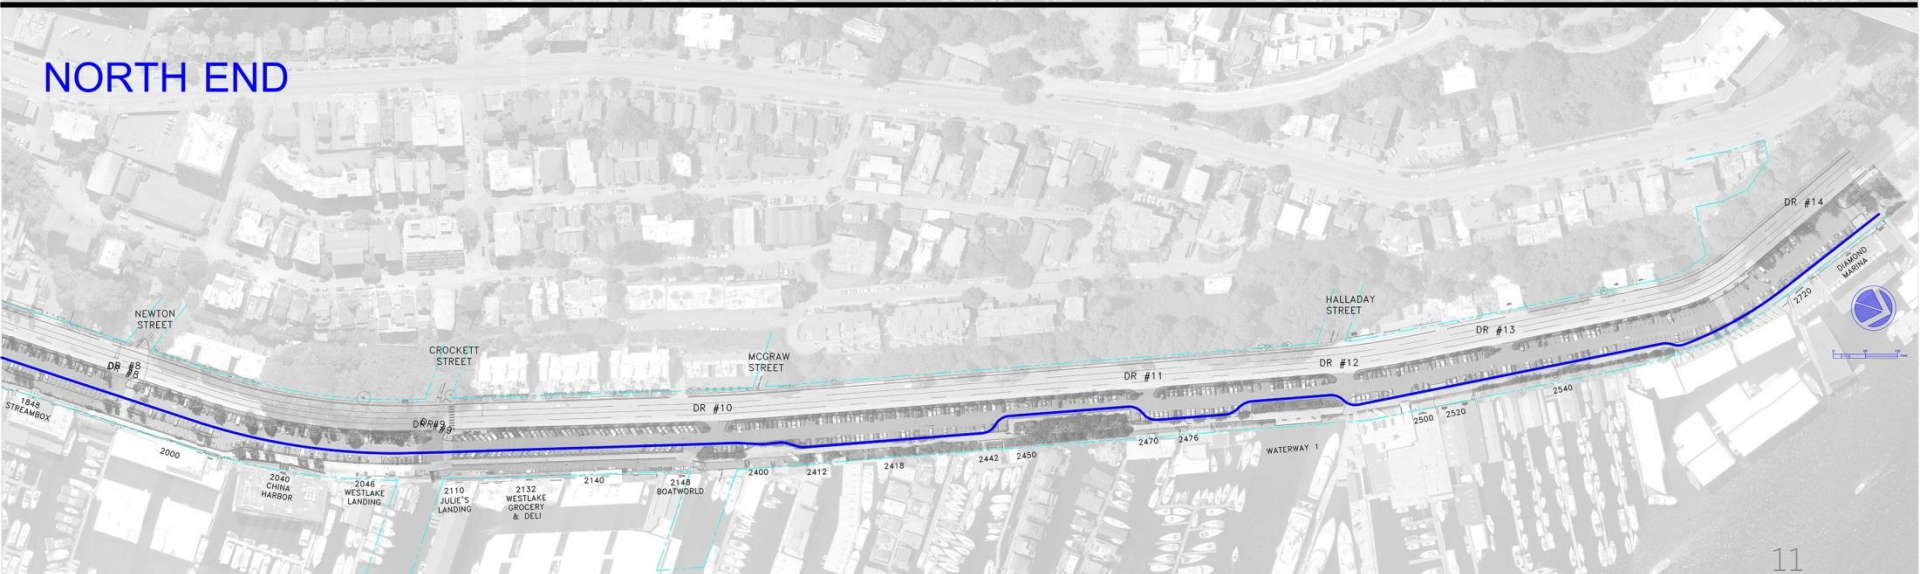 NORTH END
NEWTON
STREET
CROCKETT
STREET
MCGRAW
STREET
HALLADAY
STREET
DR #8
DR #9
DR #10
DR #11
DR #12
DR #13
DR #14
1848
STREAMBOX
2000
2040
CHINA
HARBOR
2046
WESTLAKE
LANDING
2110
JULIE'S
LANDING
2132
WESTLAKE
GROCERY
& DELI
2140
2148
BOATWORLD
2400
2412
2418
2442
2450
2470
2476
WATERWAY 1
2500
2520
2540
2720
DIAMOND
MARINA
11